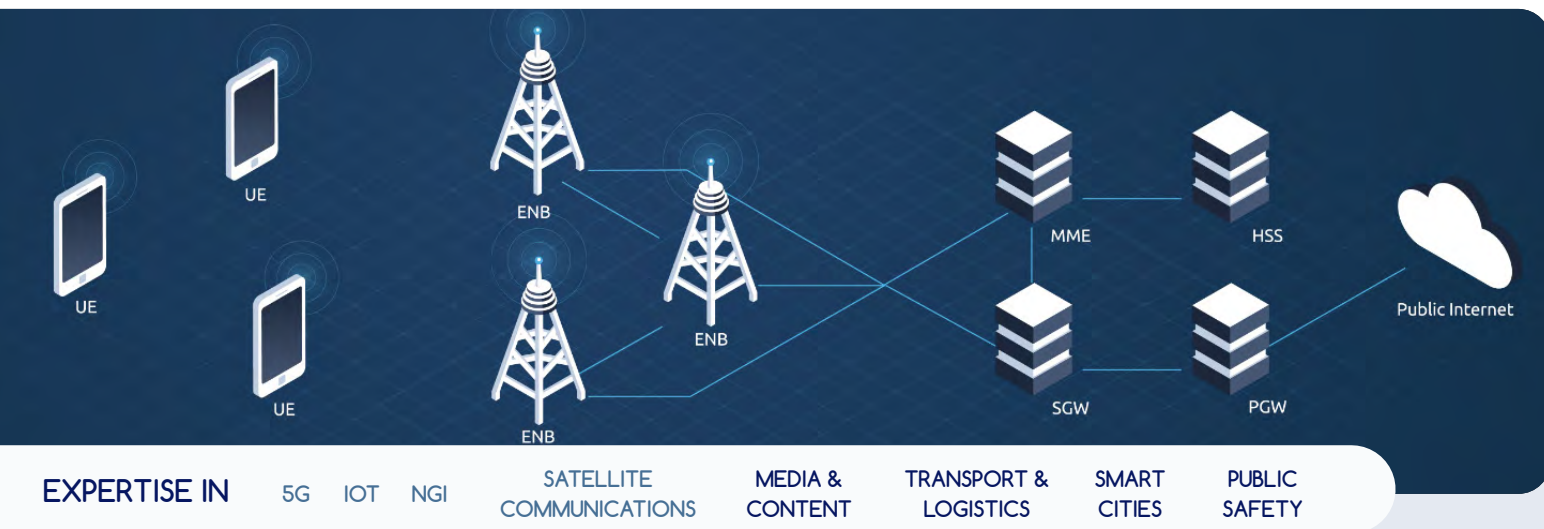 UE
UE
UE
ENB
ENB
ENB
MME
HSS
SGW
PGW
Public Internet
EXPERTISE IN
5G
IOT
NGI
SATELLITE
COMMUNICATIONS
MEDIA &
CONTENT
TRANSPORT &
LOGISTICS
SMART
CITIES
PUBLIC
SAFETY